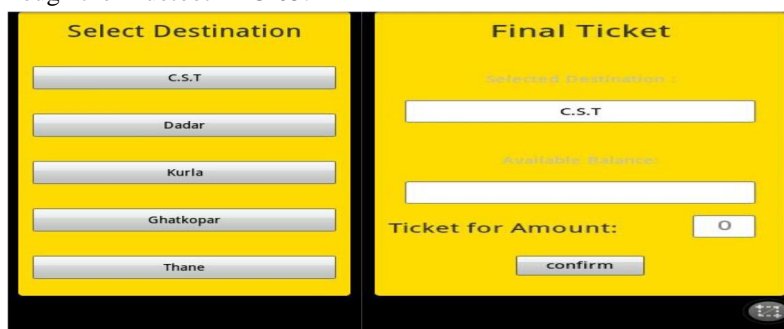 Select Destination
C.S.T
Dadar
Kurla
Ghatkopar
Thane
Final Ticket
Selected Destination :
C.S.T
Available Balance:
Ticket for Amount:
0
confirm